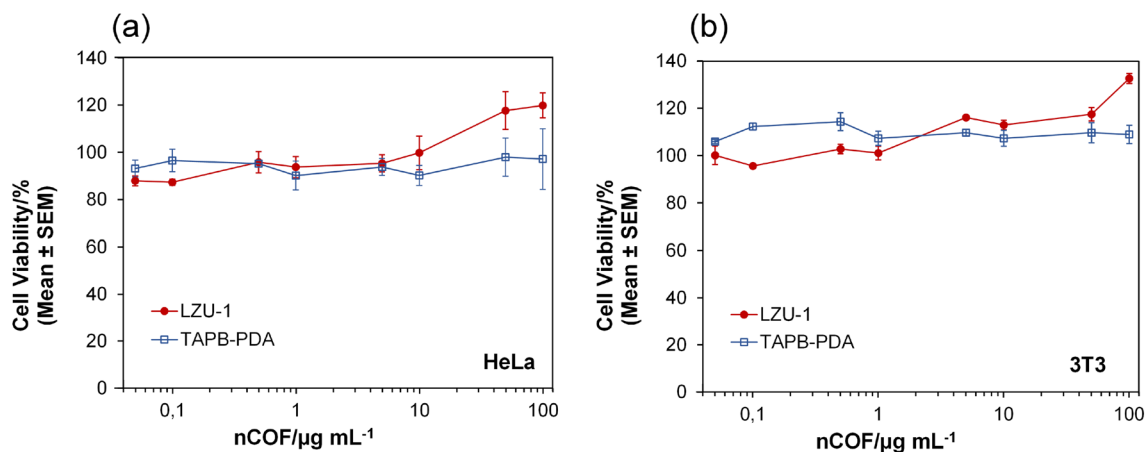 (a)
140
120
100
80
60
40
20
0
Cell Viability/%
(Mean ± SEM)
LZU-1
TAPB-PDA
HeLa
0,1 1 10 100
nCOF/µg mL⁻¹
(b)
140
120
100
80
60
40
20
0
Cell Viability/%
(Mean ± SEM)
LZU-1
TAPB-PDA
3T3
0,1 1 10 100
nCOF/µg mL⁻¹